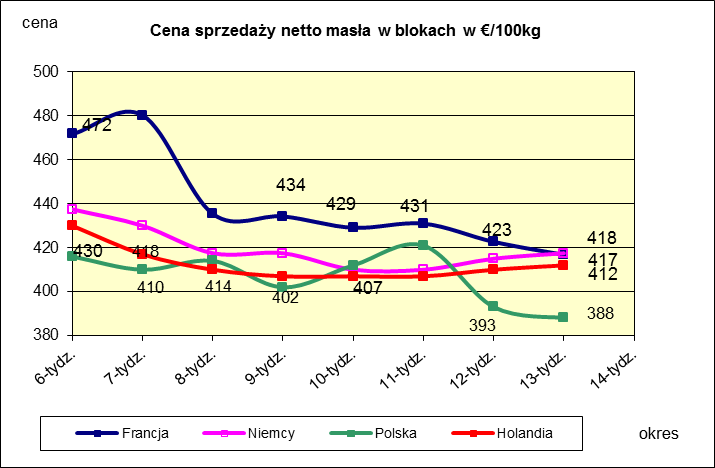 cena
Cena sprzedaży netto masła w blokach w €/100kg
500
480
460
440
420
400
380
472
434
429
431
423
418
417
412
430
418
410
414
402
407
393
388
6-tydz.
7-tydz.
8-tydz.
9-tydz.
10-tydz.
11-tydz.
12-tydz.
13-tydz.
14-tydz.
Francja Niemcy Polska Holandia
okres